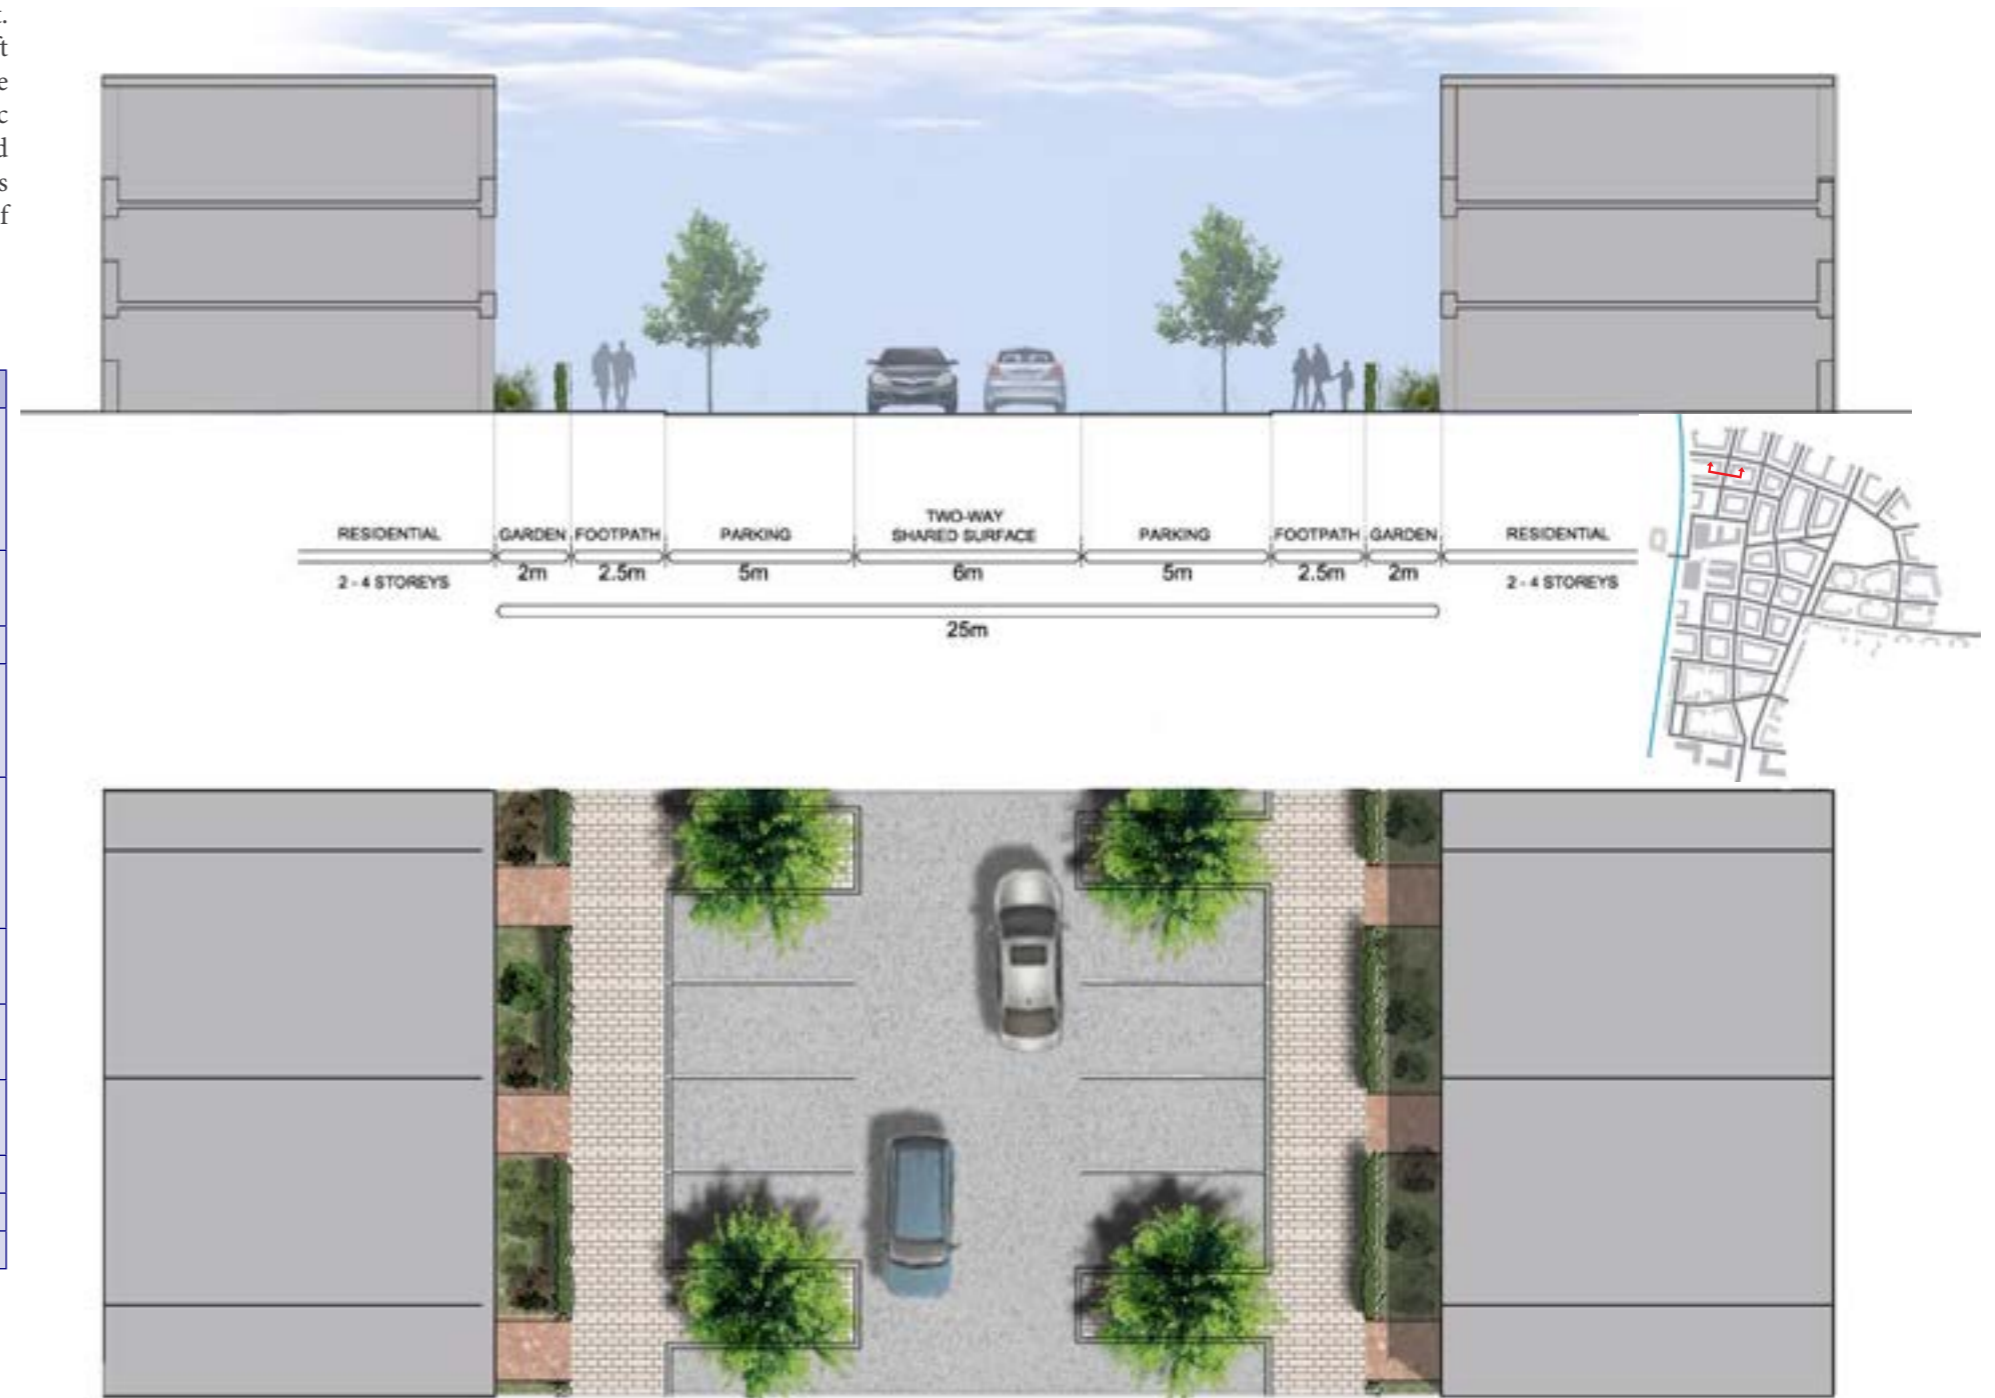 TWO-WAY
RESIDENTIAL GARDEN FOOTPATH PARKING SHARED SURFACE PARKING FOOTPATH GARDEN RESIDENTIAL
2 - 4 STOREYS 2m 2.5m 5m 6m 5m 2.5m 2m 2 - 4 STOREYS
25m